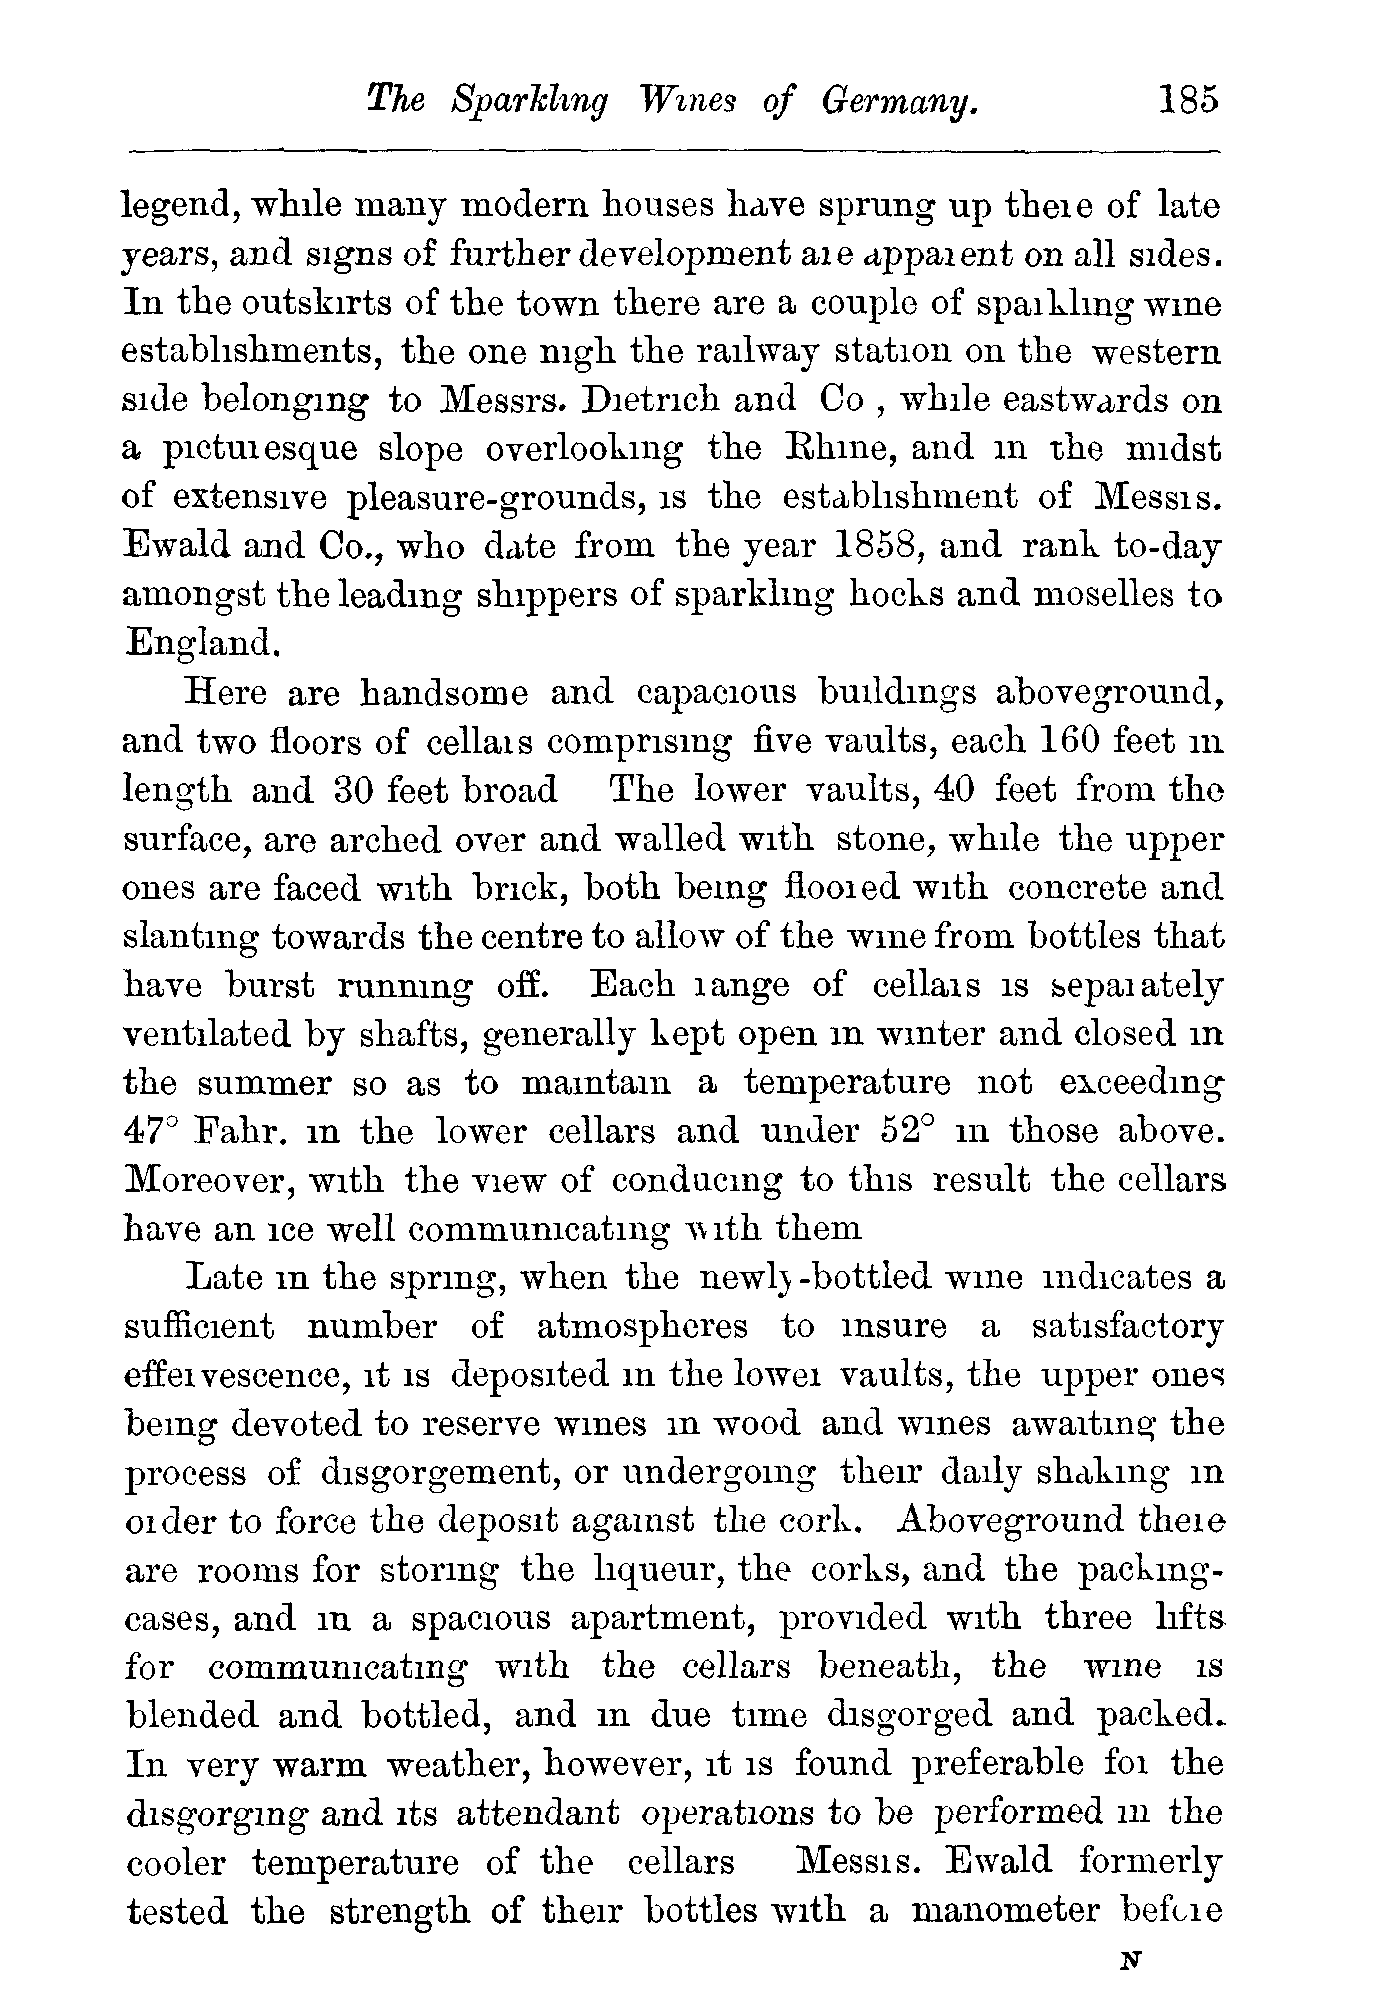 The Sparkling Wines of Germany. 185
legend, while many modern houses have sprung up there of late
years, and signs of further development are apparent on all sides.
In the outskirts of the town there are a couple of sparkling wine
establishments, the one nigh the railway station on the western
side belonging to Messrs. Dietrich and Co , while eastwards on
a picturesque slope overlooking the Rhine, and in the midst
of extensive pleasure-grounds, is the establishment of Messrs.
Ewald and Co., who date from the year 1858, and rank to-day
amongst the leading shippers of sparkling hocks and moselles to
England.
Here are handsome and capacious buildings aboveground,
and two floors of cellars comprising five vaults, each 160 feet in
length and 30 feet broad The lower vaults, 40 feet from the
surface, are arched over and walled with stone, while the upper
ones are faced with brick, both being floored with concrete and
slanting towards the centre to allow of the wine from bottles that
have burst running off. Each range of cellars is separately
ventilated by shafts, generally kept open in winter and closed in
the summer so as to maintain a temperature not exceeding
47° Fahr. in the lower cellars and under 52° in those above.
Moreover, with the view of conducing to this result the cellars
have an ice well communicating with them
Late in the spring, when the newly-bottled wine indicates a
sufficient number of atmospheres to insure a satisfactory
effervescence, it is deposited in the lower vaults, the upper ones
being devoted to reserve wines in wood and wines awaiting the
process of disgorgement, or undergoing their daily shaking in
order to force the deposit against the cork. Aboveground there
are rooms for storing the liqueur, the corks, and the packing-
cases, and in a spacious apartment, provided with three lifts
for communicating with the cellars beneath, the wine is
blended and bottled, and in due time disgorged and packed.
In very warm weather, however, it is found preferable for the
disgorging and its attendant operations to be performed in the
cooler temperature of the cellars Messrs. Ewald formerly
tested the strength of their bottles with a manometer before
N